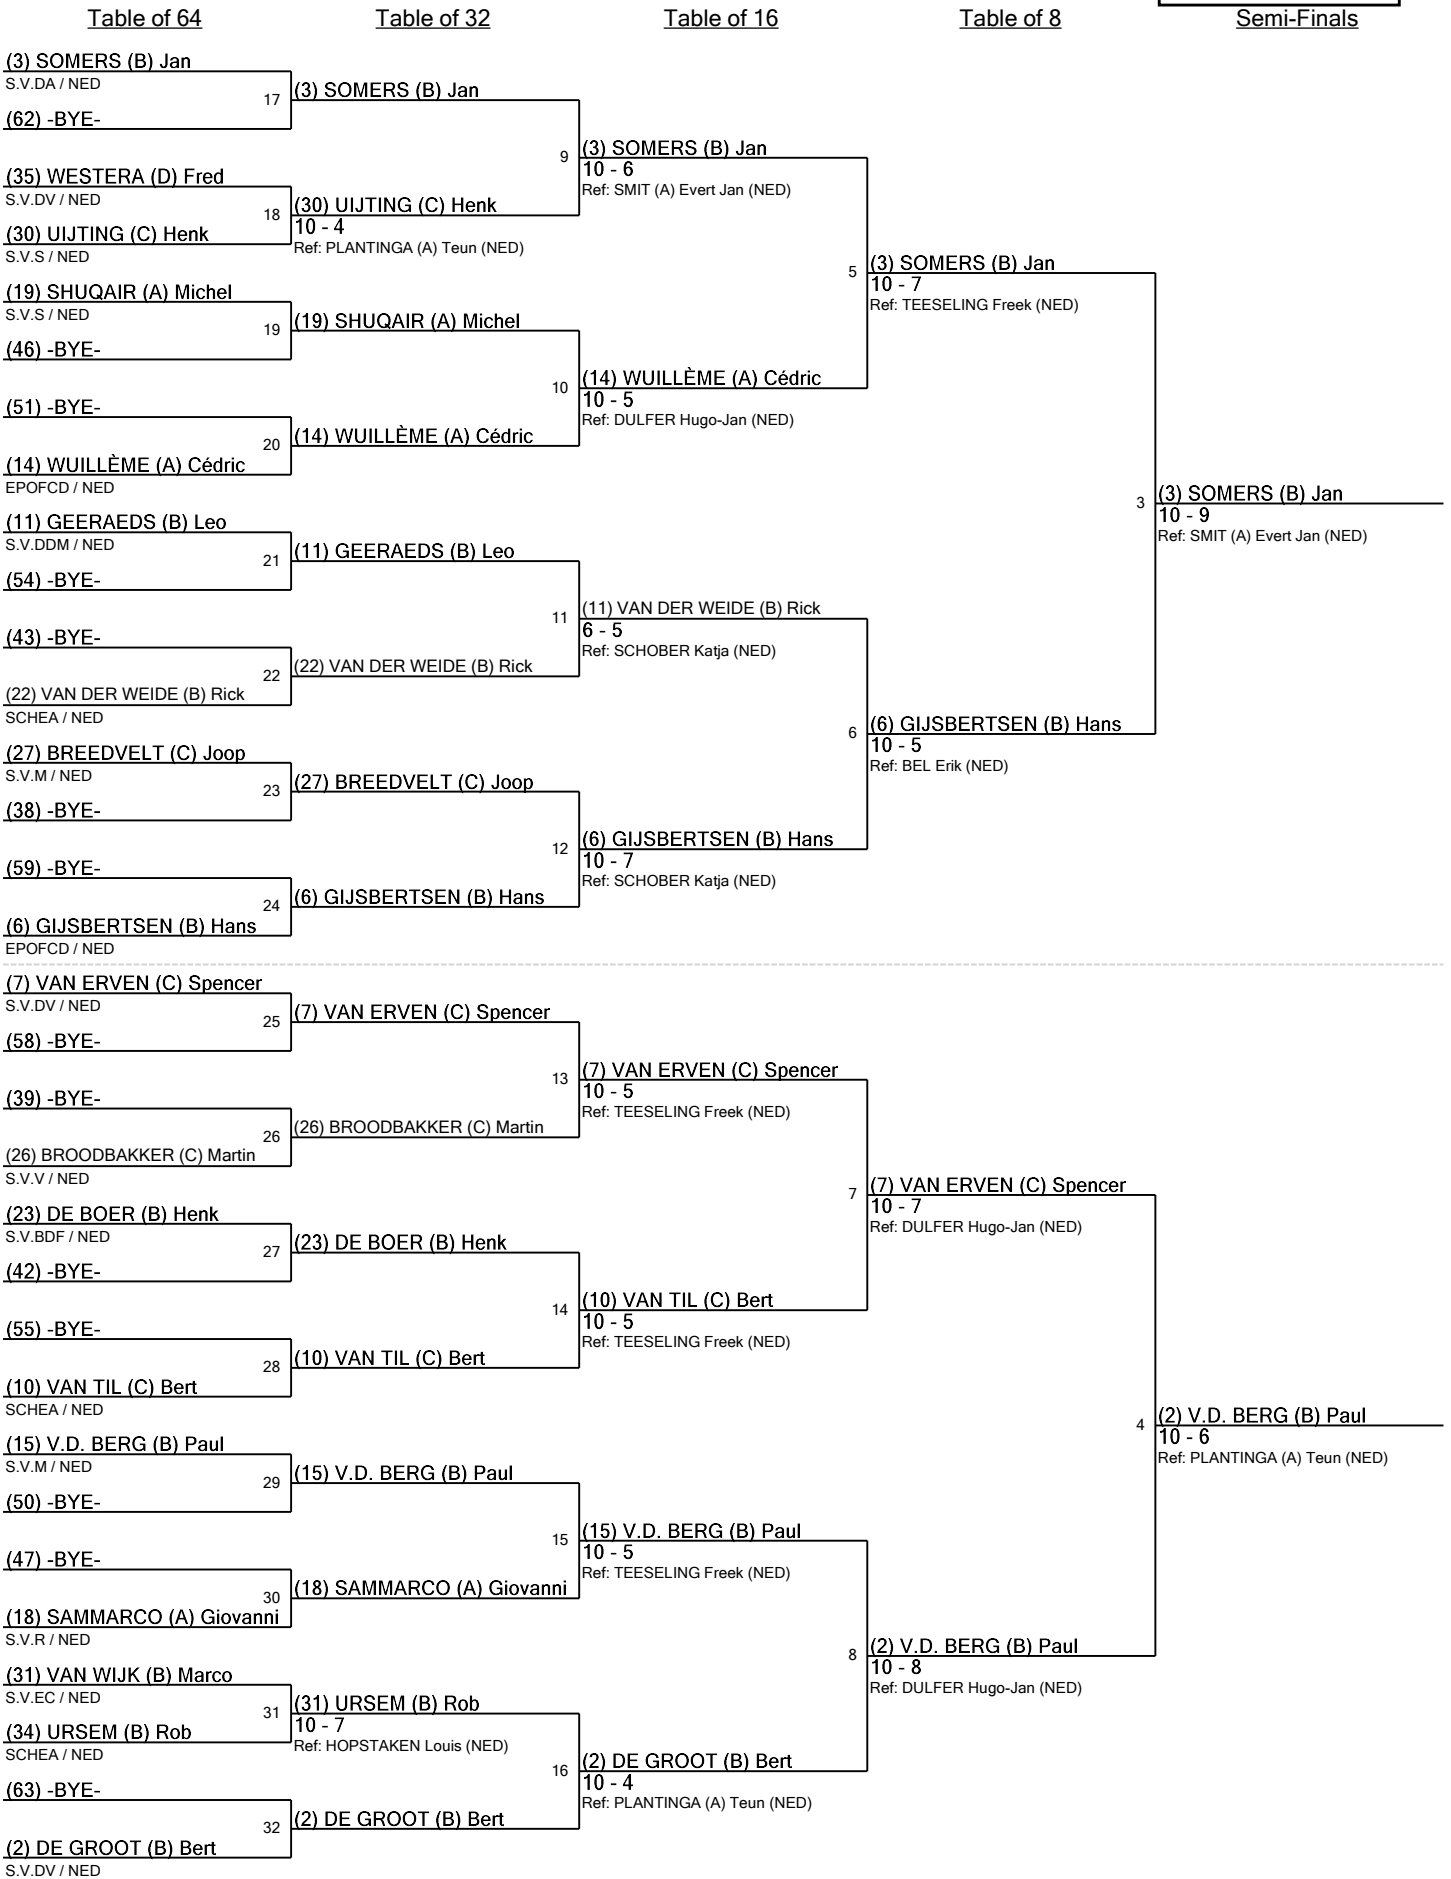 Table of 64
Table of 32
Table of 16
Table of 8
Semi-Finals
(3) SOMERS (B) Jan
S.V.DA / NED
17
(62) -BYE-
(35) WESTERA (D) Fred
S.V.DV / NED
18
(30) UIJTING (C) Henk
S.V.S / NED
(19) SHUQAIR (A) Michel
S.V.S / NED
19
(46) -BYE-
(51) -BYE-
20
(14) WUILLÈME (A) Cédric
EPOFCD / NED
(11) GEERAEDS (B) Leo
S.V.DDM / NED
21
(54) -BYE-
(43) -BYE-
22
(22) VAN DER WEIDE (B) Rick
SCHEA / NED
(27) BREEDVELT (C) Joop
S.V.M / NED
23
(38) -BYE-
(59) -BYE-
24
(6) GIJSBERTSEN (B) Hans
EPOFCD / NED
(7) VAN ERVEN (C) Spencer
S.V.DV / NED
25
(58) -BYE-
(39) -BYE-
26
(26) BROODBAKKER (C) Martin
S.V.V / NED
(23) DE BOER (B) Henk
S.V.BDF / NED
27
(42) -BYE-
(55) -BYE-
28
(10) VAN TIL (C) Bert
SCHEA / NED
(15) V.D. BERG (B) Paul
S.V.M / NED
29
(50) -BYE-
(47) -BYE-
30
(18) SAMMARCO (A) Giovanni
S.V.R / NED
(31) VAN WIJK (B) Marco
S.V.EC / NED
31
(34) URSEM (B) Rob
SCHEA / NED
(63) -BYE-
32
(2) DE GROOT (B) Bert
S.V.DV / NED
(3) SOMERS (B) Jan
9
(30) UIJTING (C) Henk
10 - 4
Ref: PLANTINGA (A) Teun (NED)
(19) SHUQAIR (A) Michel
10
(14) WUILLÈME (A) Cédric
(11) GEERAEDS (B) Leo
11
(22) VAN DER WEIDE (B) Rick
(27) BREEDVELT (C) Joop
12
(6) GIJSBERTSEN (B) Hans
(7) VAN ERVEN (C) Spencer
13
(26) BROODBAKKER (C) Martin
(23) DE BOER (B) Henk
14
(10) VAN TIL (C) Bert
(15) V.D. BERG (B) Paul
15
(18) SAMMARCO (A) Giovanni
(31) URSEM (B) Rob
10 - 7
Ref: HOPSTAKEN Louis (NED)
16
(2) DE GROOT (B) Bert
(3) SOMERS (B) Jan
10 - 6
Ref: SMIT (A) Evert Jan (NED)
5
(14) WUILLÈME (A) Cédric
10 - 5
Ref: DULFER Hugo-Jan (NED)
(11) VAN DER WEIDE (B) Rick
6 - 5
Ref: SCHOBER Katja (NED)
6
(6) GIJSBERTSEN (B) Hans
10 - 7
Ref: SCHOBER Katja (NED)
(7) VAN ERVEN (C) Spencer
10 - 5
Ref: TEESELING Freek (NED)
7
(10) VAN TIL (C) Bert
10 - 5
Ref: TEESELING Freek (NED)
(15) V.D. BERG (B) Paul
10 - 5
Ref: TEESELING Freek (NED)
8
(2) DE GROOT (B) Bert
10 - 4
Ref: PLANTINGA (A) Teun (NED)
(3) SOMERS (B) Jan
10 - 7
Ref: TEESELING Freek (NED)
3
(6) GIJSBERTSEN (B) Hans
10 - 5
Ref: BEL Erik (NED)
(7) VAN ERVEN (C) Spencer
10 - 7
Ref: DULFER Hugo-Jan (NED)
4
(2) V.D. BERG (B) Paul
10 - 8
Ref: DULFER Hugo-Jan (NED)
(3) SOMERS (B) Jan
10 - 9
Ref: SMIT (A) Evert Jan (NED)
(2) V.D. BERG (B) Paul
10 - 6
Ref: PLANTINGA (A) Teun (NED)